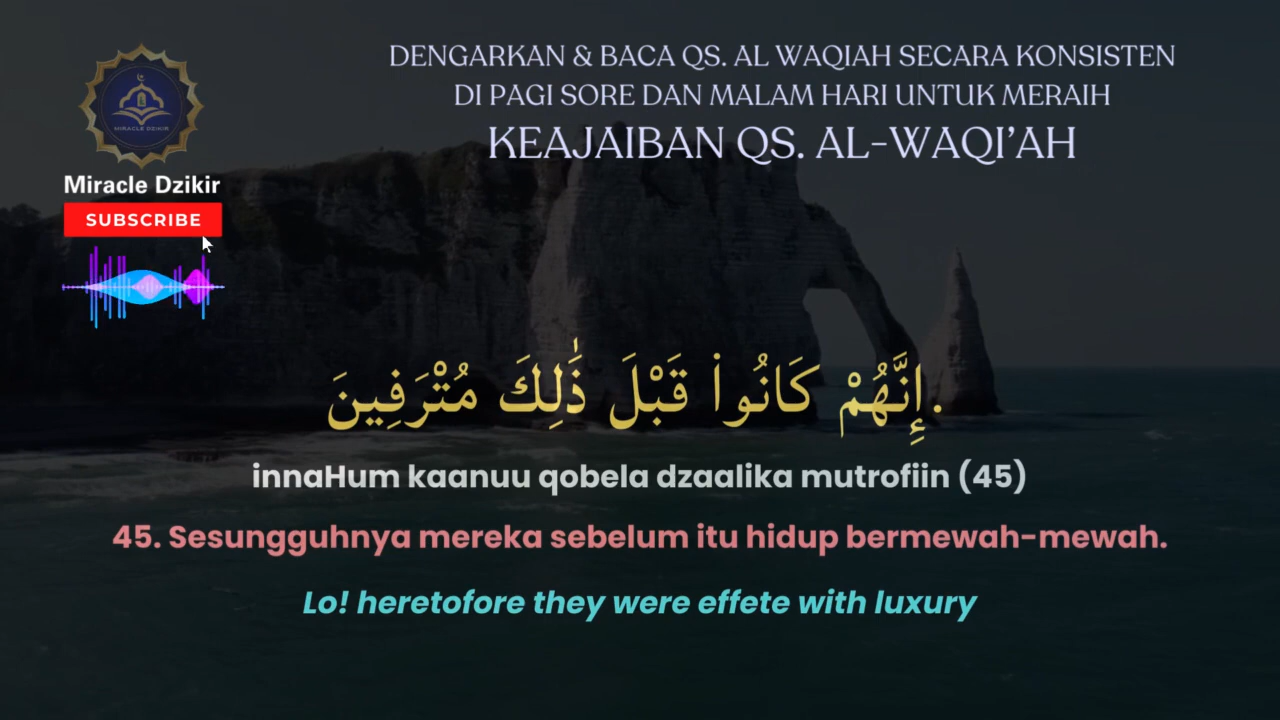 DENGARKAN & BACA QS. AL WAQIAH SECARA KONSISTEN
DI PAGI SORE DAN MALAM HARI UNTUK MERAIH
KEAJAIBAN QS. AL-WAQI'AH
MIRACLE DZIKIR
Miracle Dzikir
SUBSCRIBE
.إِنَّهُمْ كَانُوا۟ قَبْلَ ذَٰلِكَ مُتْرَفِينَ
innaHum kaanuu qobela dzaalika mutrofiin (45)
45. Sesungguhnya mereka sebelum itu hidup bermewah-mewah.
Lo! heretofore they were effete with luxury